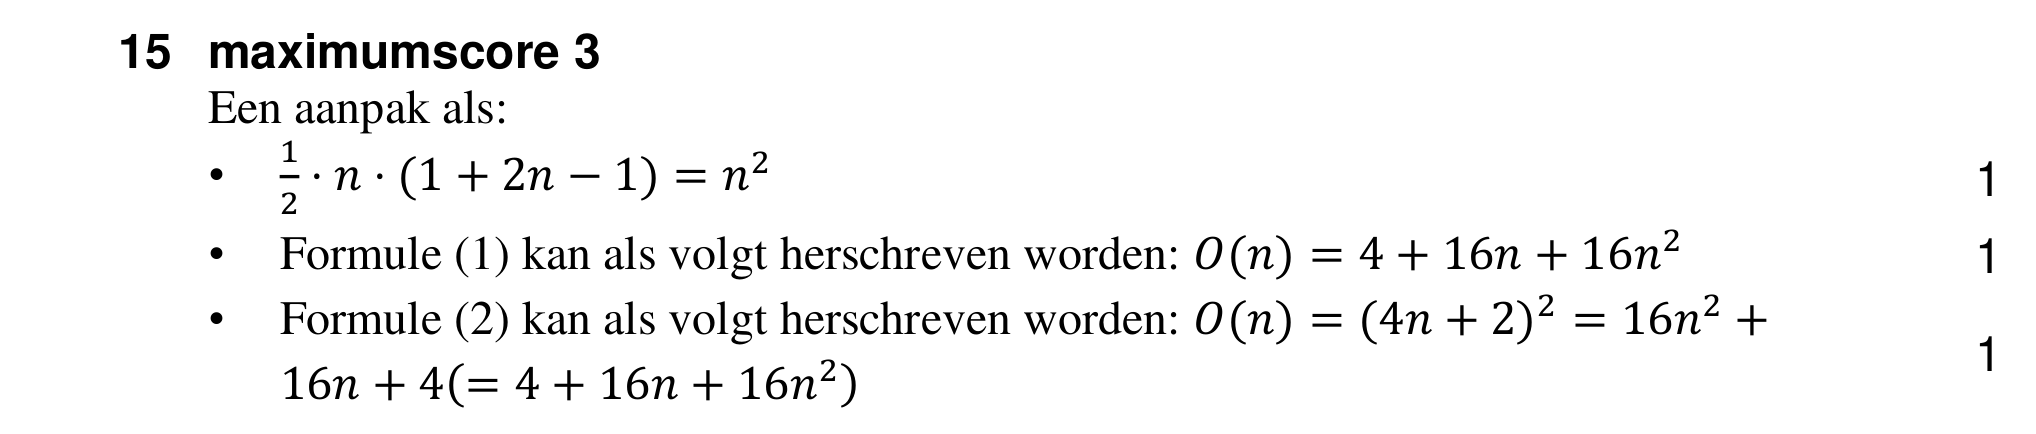 15 maximumscore 3
Een aanpak als:
• 1/2 · n · (1 + 2n − 1) = n² 1
• Formule (1) kan als volgt herschreven worden: O(n) = 4 + 16n + 16n² 1
• Formule (2) kan als volgt herschreven worden: O(n) = (4n + 2)² = 16n² +
16n + 4(= 4 + 16n + 16n²) 1